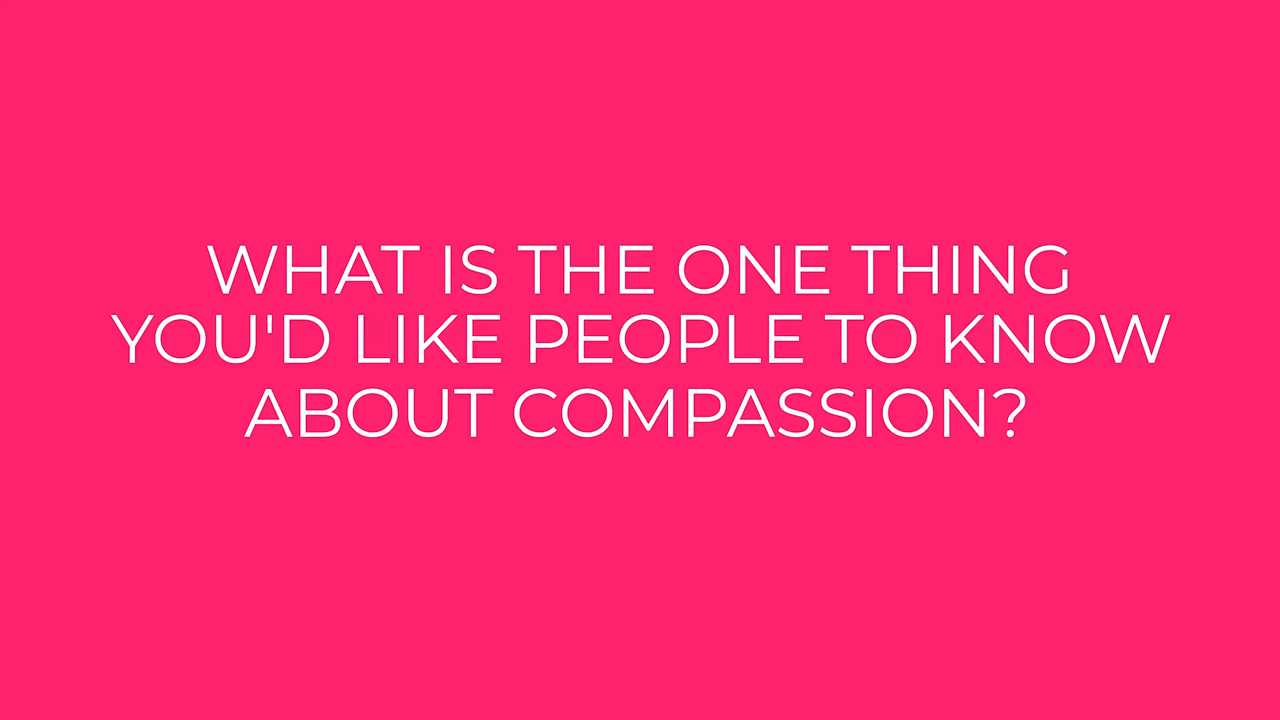 WHAT IS THE ONE THING
YOU'D LIKE PEOPLE TO KNOW
ABOUT COMPASSION?